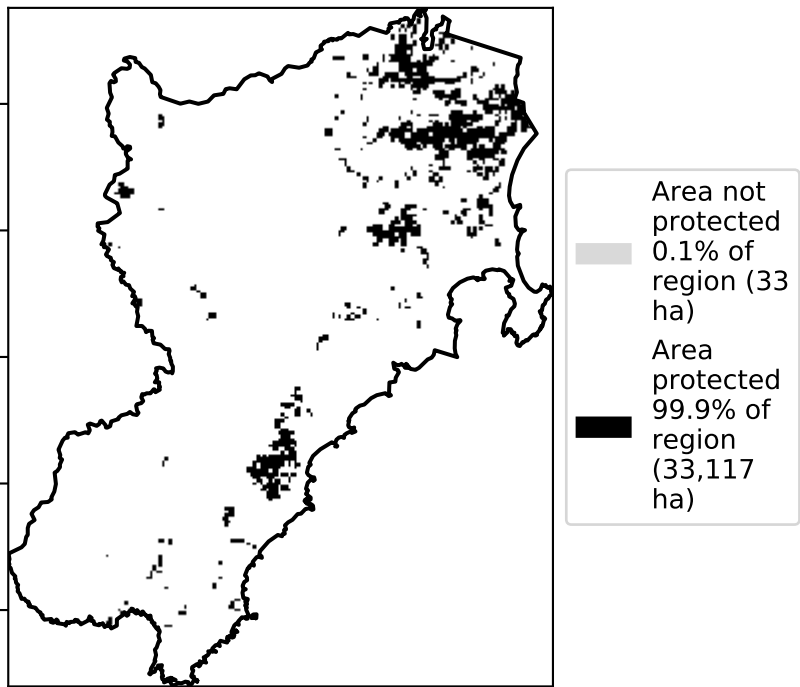 Area not
protected
0.1% of
region (33
ha)
Area
protected
99.9% of
region
(33,117
ha)